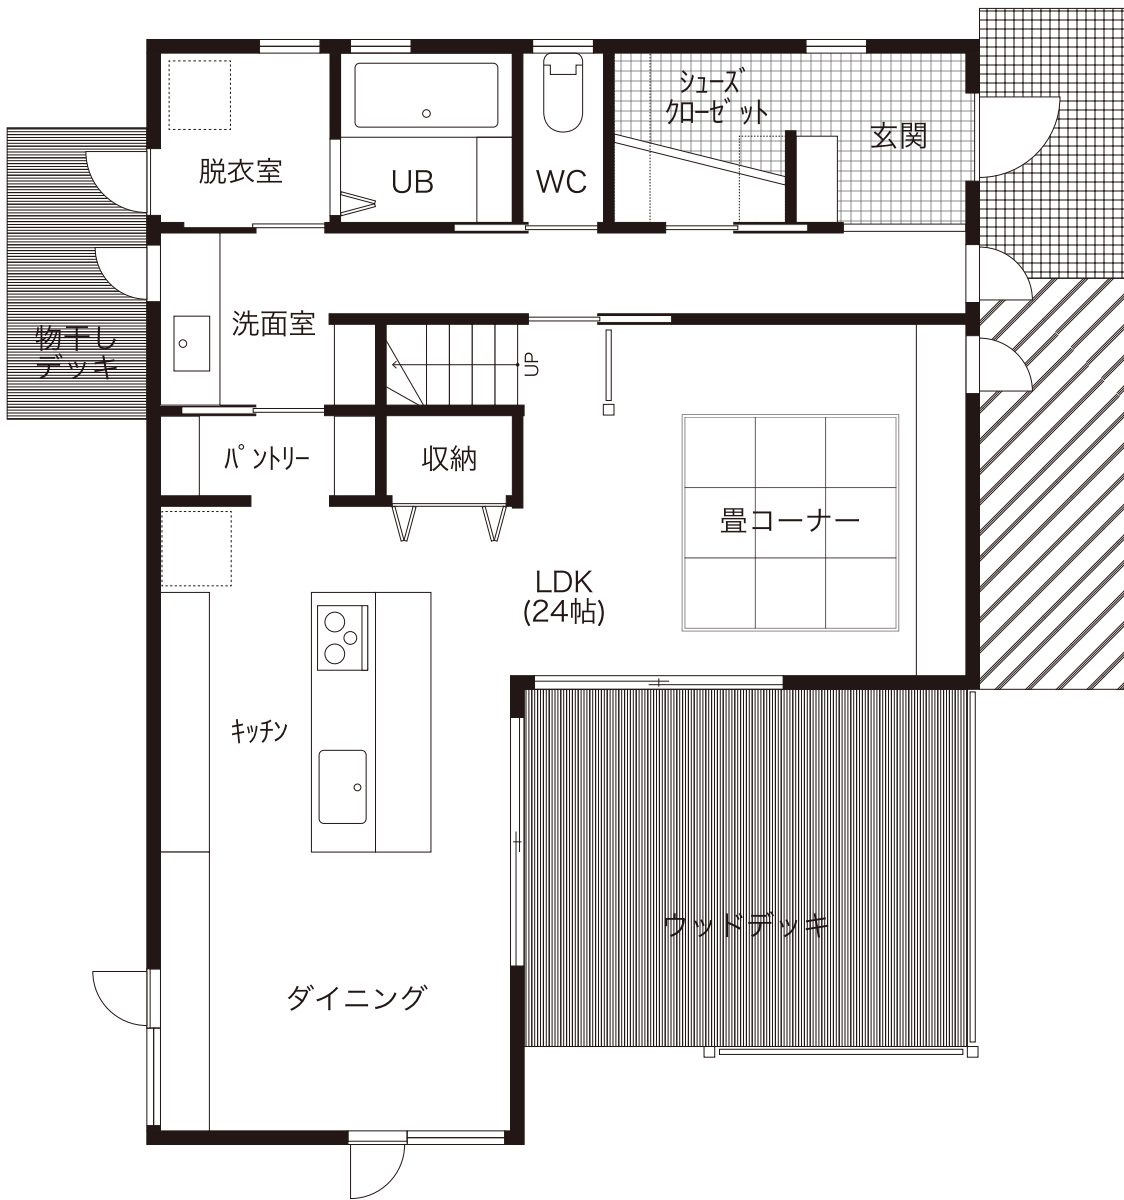 シューズ
クローゼット
玄関
脱衣室
UB
WC
洗面室
物干し
デッキ
UP
パントリー
収納
畳コーナー
LDK
(24帖)
キッチン
ウッドデッキ
ダイニング